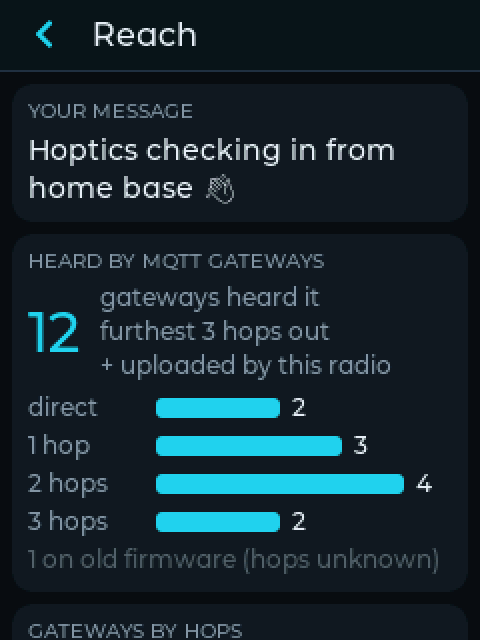 Reach
YOUR MESSAGE
Hoptics checking in from
home base 👋
HEARD BY MQTT GATEWAYS
12
gateways heard it
furthest 3 hops out
+ uploaded by this radio
direct 2
1 hop 3
2 hops 4
3 hops 2
1 on old firmware (hops unknown)
GATEWAYS BY HOPS